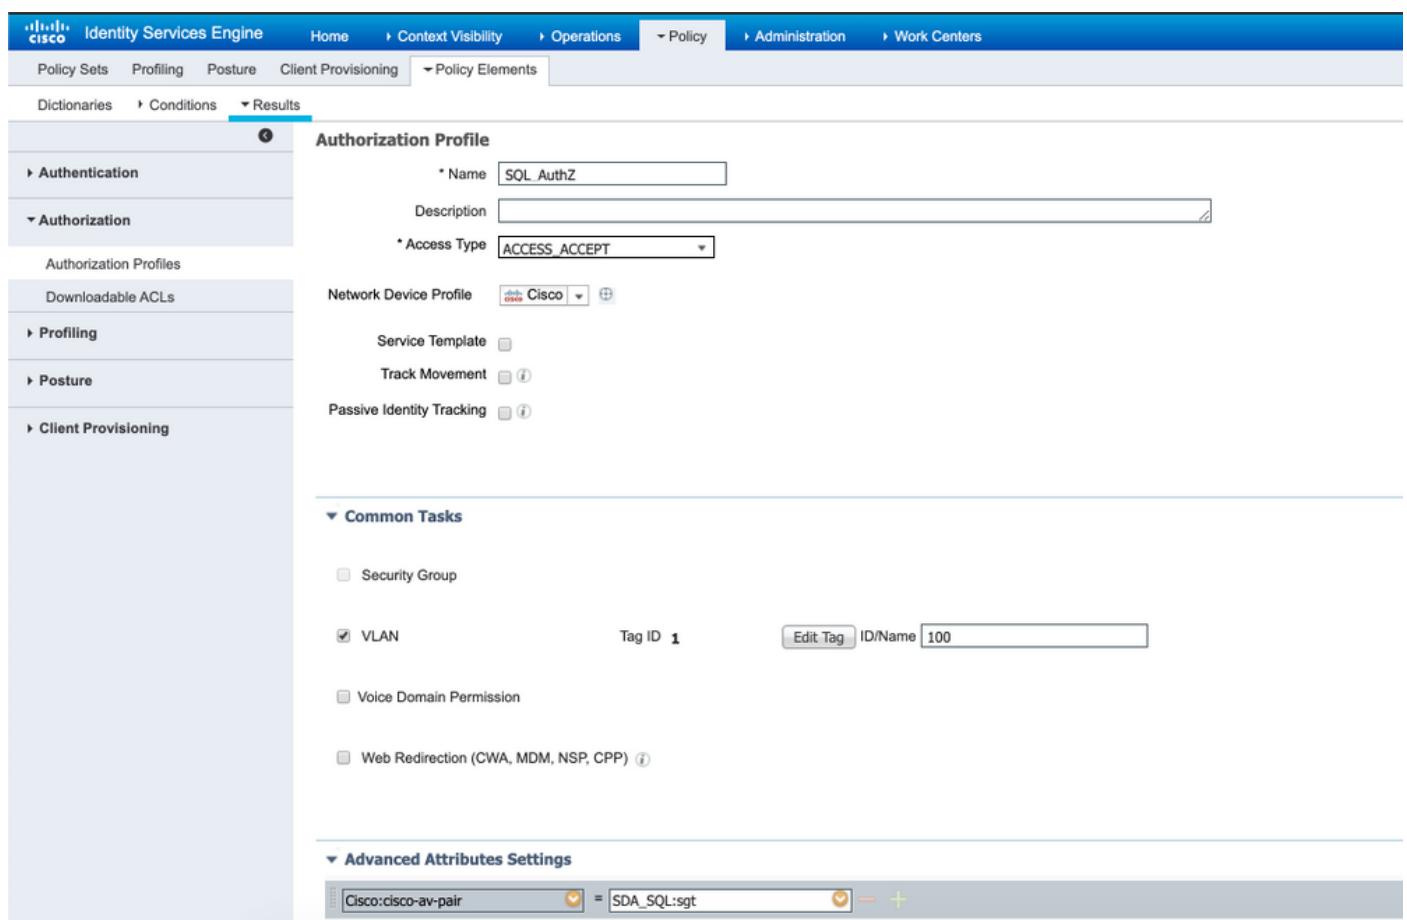 cisco Identity Services Engine Home Context Visibility Operations Policy Administration Work Centers
Policy Sets Profiling Posture Client Provisioning Policy Elements
Dictionaries Conditions Results
Authentication
Authorization
Authorization Profiles
Downloadable ACLs
Profiling
Posture
Client Provisioning
Authorization Profile
* Name SQL_AuthZ
Description
* Access Type ACCESS_ACCEPT
Network Device Profile Cisco
Service Template
Track Movement
Passive Identity Tracking
Common Tasks
Security Group
VLAN Tag ID 1 Edit Tag ID/Name 100
Voice Domain Permission
Web Redirection (CWA, MDM, NSP, CPP)
Advanced Attributes Settings
Cisco:cisco-av-pair = SDA_SQL:sgt